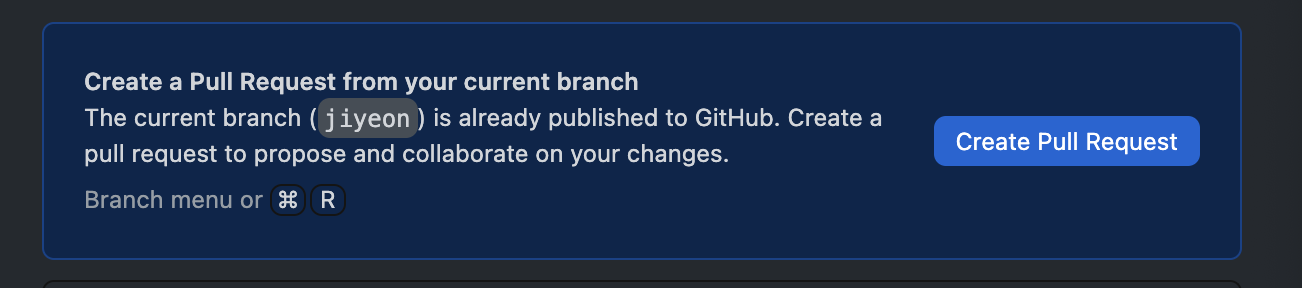 Create a Pull Request from your current branch
The current branch (jiyeon) is already published to GitHub. Create a
pull request to propose and collaborate on your changes.
Create Pull Request
Branch menu or ⌘ R